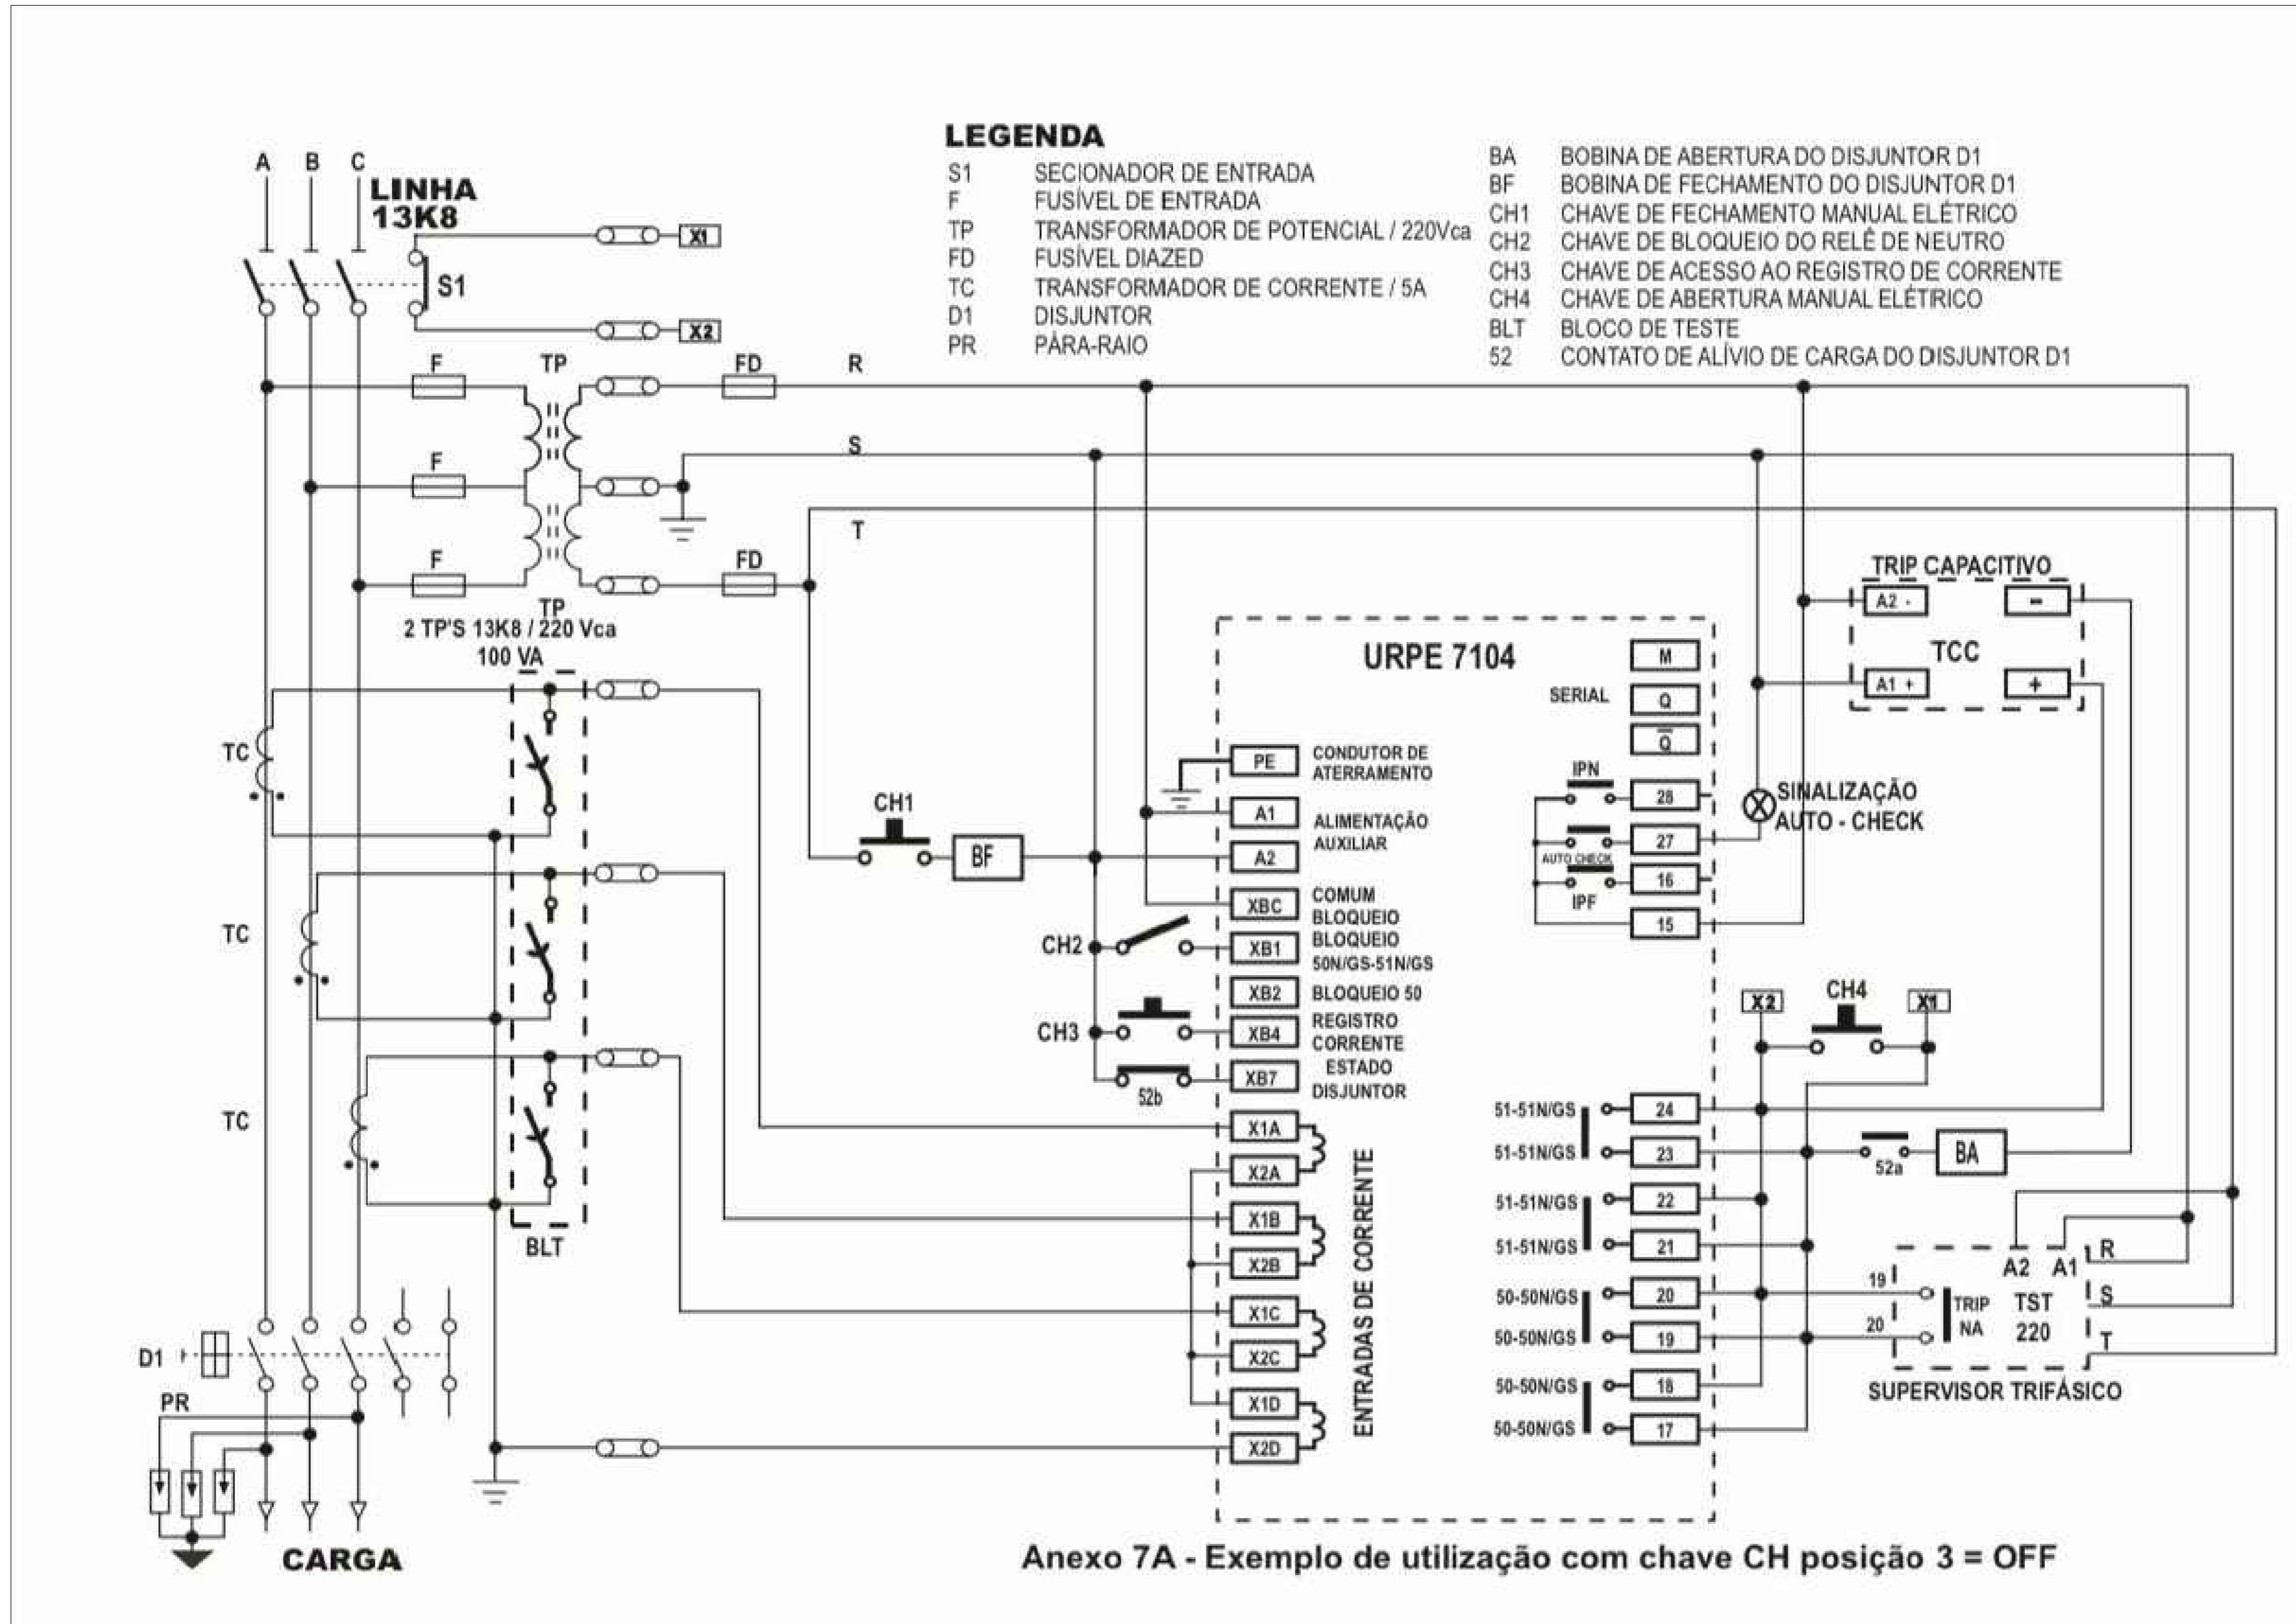 LEGENDA
S1 SECIONADOR DE ENTRADA
F FUSÍVEL DE ENTRADA
TP TRANSFORMADOR DE POTENCIAL / 220Vca
FD FUSÍVEL DIAZED
TC TRANSFORMADOR DE CORRENTE / 5A
D1 DISJUNTOR
PR PÁRA-RAIO
BA BOBINA DE ABERTURA DO DISJUNTOR D1
BF BOBINA DE FECHAMENTO DO DISJUNTOR D1
CH1 CHAVE DE FECHAMENTO MANUAL ELÉTRICO
CH2 CHAVE DE BLOQUEIO DO RELÊ DE NEUTRO
CH3 CHAVE DE ACESSO AO REGISTRO DE CORRENTE
CH4 CHAVE DE ABERTURA MANUAL ELÉTRICO
BLT BLOCO DE TESTE
52 CONTATO DE ALÍVIO DE CARGA DO DISJUNTOR D1
A B C
LINHA
13K8
X1
S1
X2
F TP FD R
F S
F FD T
TP
2 TP'S 13K8 / 220 Vca
100 VA
TC
TC
TC
BLT
D1
PR
CARGA
CH1
BF
CH2
CH3
52b
URPE 7104
SERIAL
M
Q
Q̅
PE CONDUTOR DE
ATERRAMENTO
A1 ALIMENTAÇÃO
AUXILIAR
A2
XBC COMUM
BLOQUEIO
XB1 BLOQUEIO
50N/GS-51N/GS
XB2 BLOQUEIO 50
XB4 REGISTRO
CORRENTE
XB7 ESTADO
DISJUNTOR
X1A
X2A
X1B
X2B
X1C
X2C
X1D
X2D
ENTRADAS DE CORRENTE
IPN 28
27
AUTO CHECK
16
IPF
15
51-51N/GS 24
51-51N/GS 23
51-51N/GS 22
51-51N/GS 21
50-50N/GS 20
50-50N/GS 19
50-50N/GS 18
50-50N/GS 17
TRIP CAPACITIVO
A2 - -
TCC
A1 + +
SINALIZAÇÃO
AUTO - CHECK
X2 CH4 X1
52a
BA
A2 A1 R
19 TRIP TST S
20 NA 220 T
SUPERVISOR TRIFÁSICO
Anexo 7A - Exemplo de utilização com chave CH posição 3 = OFF